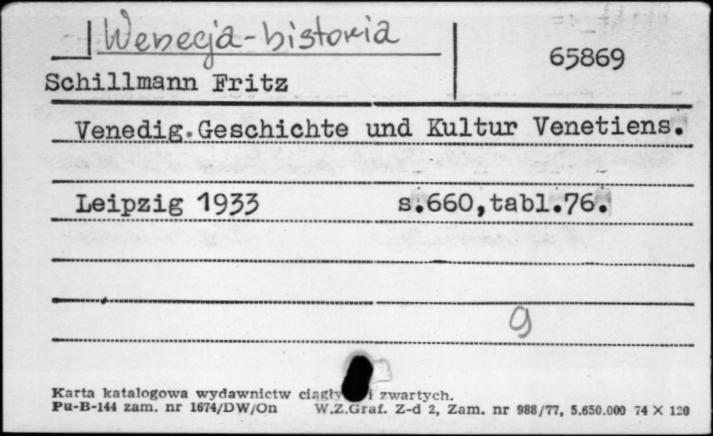 Wenecja-historia
65869
Schillmann Fritz
Venedig.Geschichte und Kultur Venetiens.
Leipzig 1933 s.660,tabl.76.
g
Karta katalogowa wydawnictw ciągły i zwartych.
Pu-B-144 zam. nr 1674/DW/On W.Z.Graf. Z-d 2, Zam. nr 988/77, 5.650.000 74 X 120